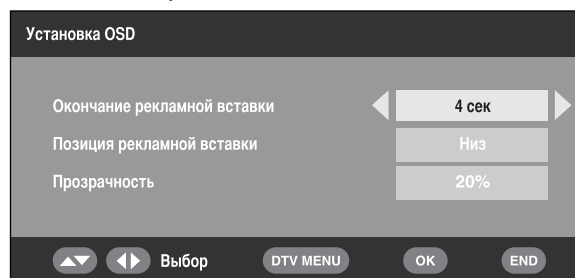 Установка OSD
Окончание рекламной вставки 4 сек
Позиция рекламной вставки Низ
Прозрачность 20%
Выбор DTV MENU OK END